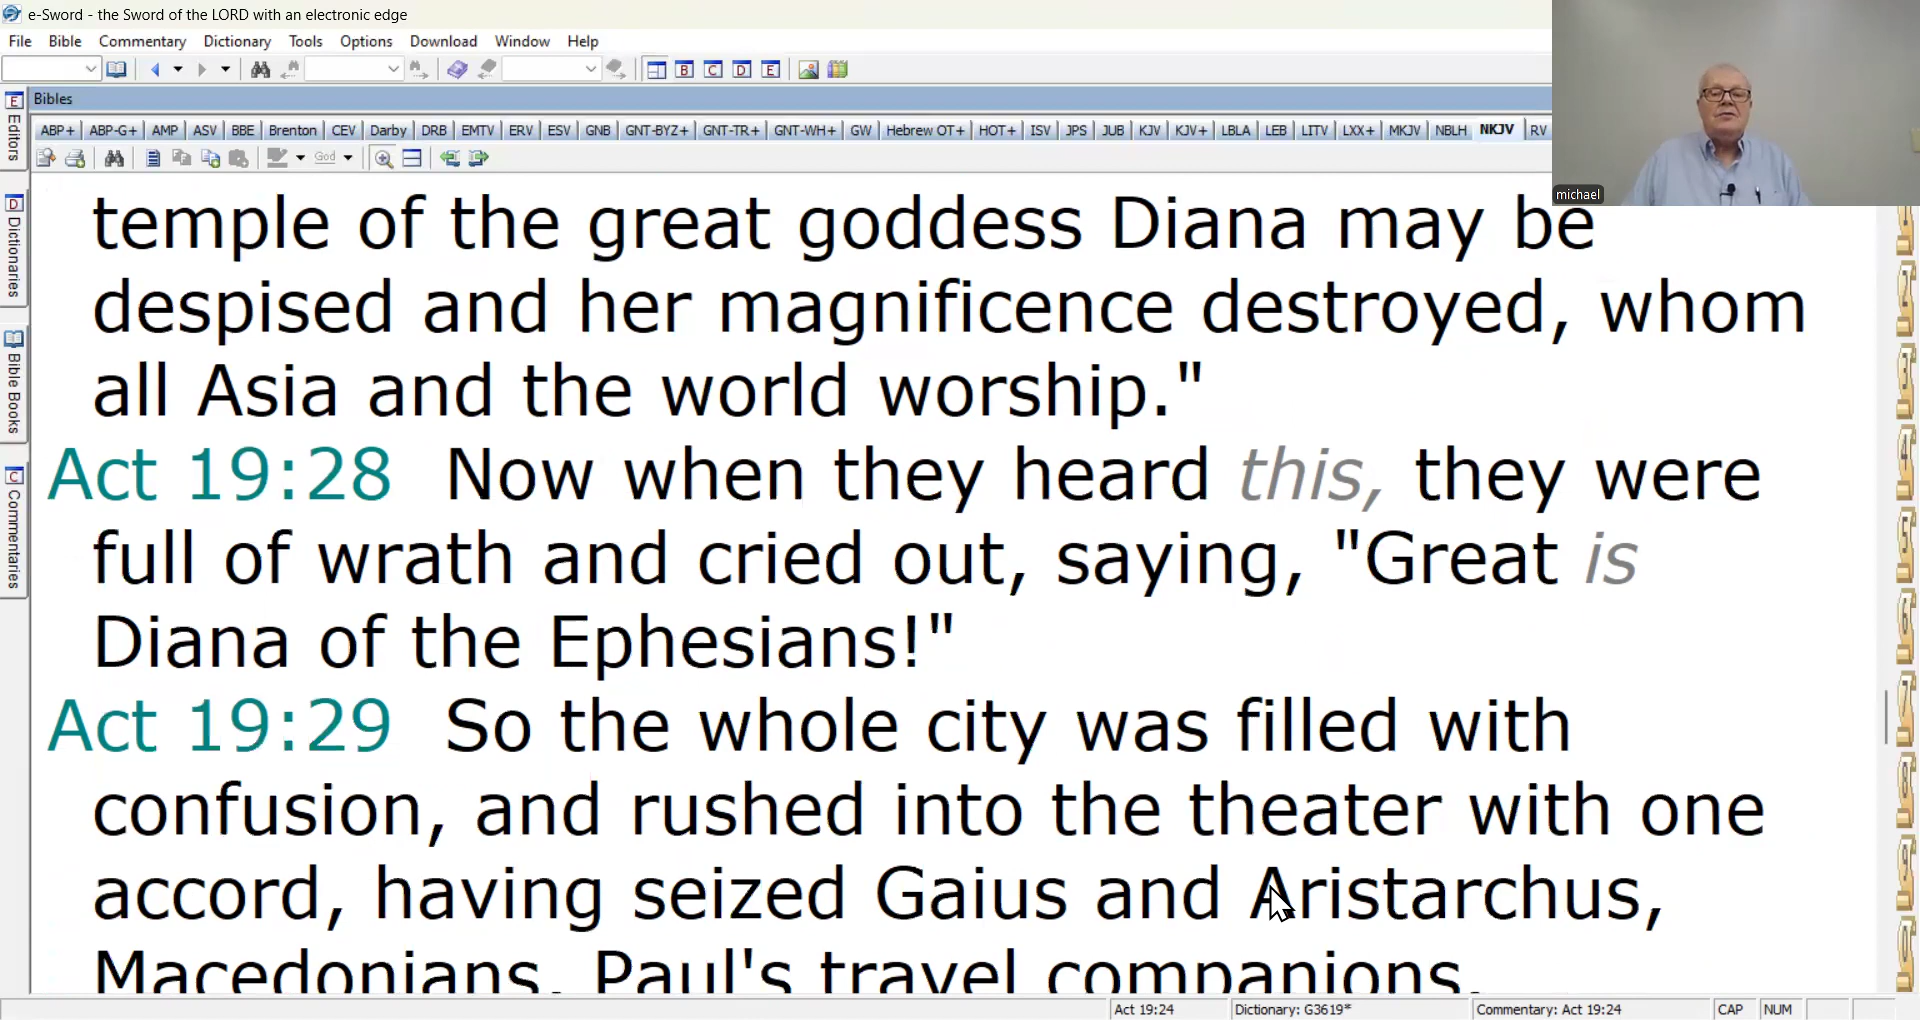 e-Sword - the Sword of the LORD with an electronic edge
File Bible Commentary Dictionary Tools Options Download Window Help
B C D E
Bibles
ABP+ ABP-G+ AMP ASV BBE Brenton CEV Darby DRB EMTV ERV ESV GNB GNT-BYZ+ GNT-TR+ GNT-WH+ GW Hebrew OT+ HOT+ ISV JPS JUB KJV KJV+ LBLA LEB LITV LXX+ MKJV NBLH NKJV RV
God
E Editors
D Dictionaries
Bible Books
C Commentaries
michael
temple of the great goddess Diana may be
despised and her magnificence destroyed, whom
all Asia and the world worship."
Act 19:28 Now when they heard this, they were
full of wrath and cried out, saying, "Great is
Diana of the Ephesians!"
Act 19:29 So the whole city was filled with
confusion, and rushed into the theater with one
accord, having seized Gaius and Aristarchus,
Macedonians, Paul's travel companions.
Act 19:24 Dictionary: G3619* Commentary: Act 19:24 CAP NUM